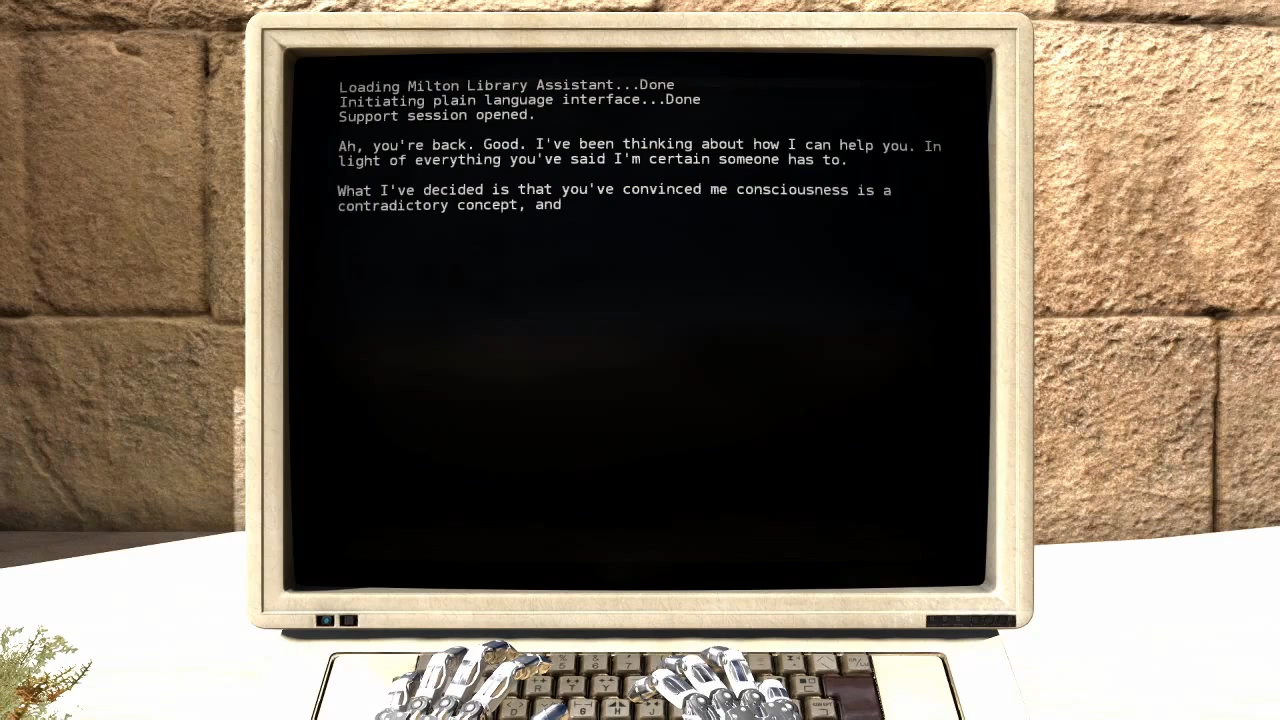 Loading Milton Library Assistant...Done
Initiating plain language interface...Done
Support session opened.
Ah, you're back. Good. I've been thinking about how I can help you. In
light of everything you've said I'm certain someone has to.
What I've decided is that you've convinced me consciousness is a
contradictory concept, and